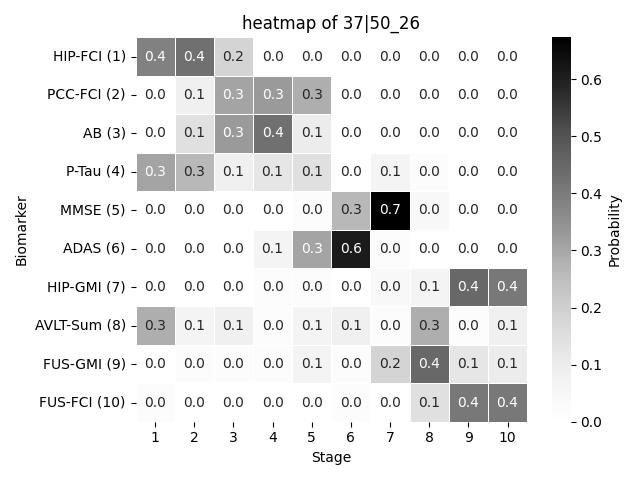 heatmap of 37|50_26
HIP-FCI (1) 0.4 0.4 0.2 0.0 0.0 0.0 0.0 0.0 0.0 0.0
PCC-FCI (2) 0.0 0.1 0.3 0.3 0.3 0.0 0.0 0.0 0.0 0.0
AB (3) 0.0 0.1 0.3 0.4 0.1 0.0 0.0 0.0 0.0 0.0
P-Tau (4) 0.3 0.3 0.1 0.1 0.1 0.0 0.1 0.0 0.0 0.0
MMSE (5) 0.0 0.0 0.0 0.0 0.0 0.3 0.7 0.0 0.0 0.0
ADAS (6) 0.0 0.0 0.0 0.1 0.3 0.6 0.0 0.0 0.0 0.0
HIP-GMI (7) 0.0 0.0 0.0 0.0 0.0 0.0 0.0 0.1 0.4 0.4
AVLT-Sum (8) 0.3 0.1 0.1 0.0 0.1 0.1 0.0 0.3 0.0 0.1
FUS-GMI (9) 0.0 0.0 0.0 0.0 0.1 0.0 0.2 0.4 0.1 0.1
FUS-FCI (10) 0.0 0.0 0.0 0.0 0.0 0.0 0.0 0.1 0.4 0.4
1 2 3 4 5 6 7 8 9 10
Stage
Biomarker
0.6
0.5
0.4
0.3
0.2
0.1
0.0
Probability